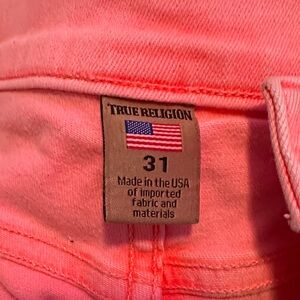 TRUE RELIGION
31
Made in the USA
of imported
fabric and
materials